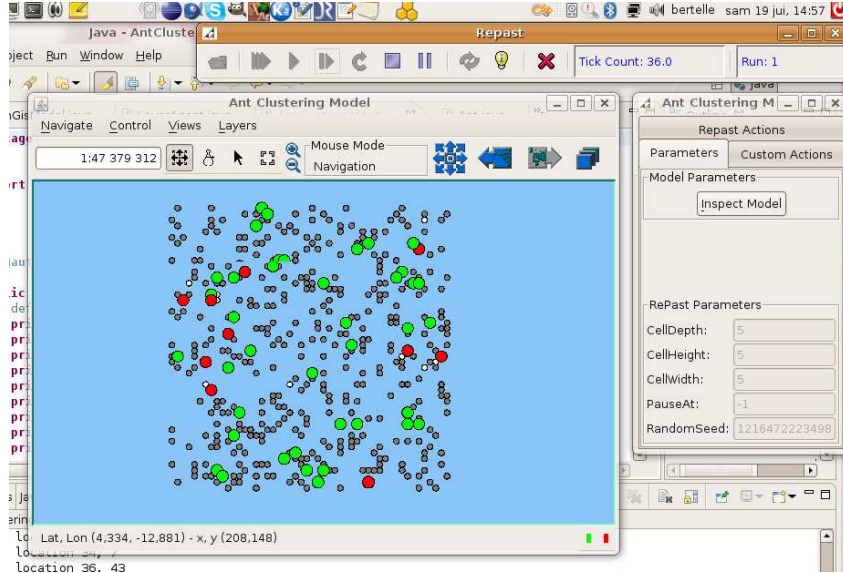 bertelle sam 19 jui, 14:57
Java - AntCluste
Repast
Run Window Help
Tick Count: 36.0
Run: 1
Java
Ant Clustering Model
Ant Clustering M
Navigate Control Views Layers
Repast Actions
1:47 379 312
Mouse Mode
Navigation
Parameters
Custom Actions
Model Parameters
Inspect Model
RePast Parameters
CellDepth: 5
CellHeight: 5
CellWidth: 5
PauseAt: -1
RandomSeed: 1216472223498
Lat, Lon (4,334, -12,881) - x, y (208,148)
location 36, 43